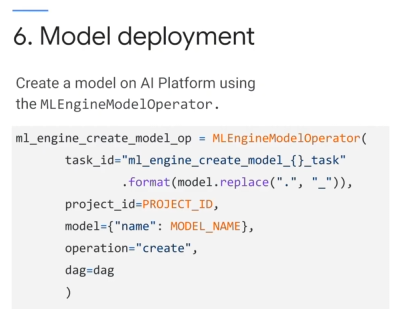 6. Model deployment
Create a model on AI Platform using
the MLEngineModelOperator.
ml_engine_create_model_op = MLEngineModelOperator(
task_id="ml_engine_create_model_{}_task"
.format(model.replace(".", "_")),
project_id=PROJECT_ID,
model={"name": MODEL_NAME},
operation="create",
dag=dag
)